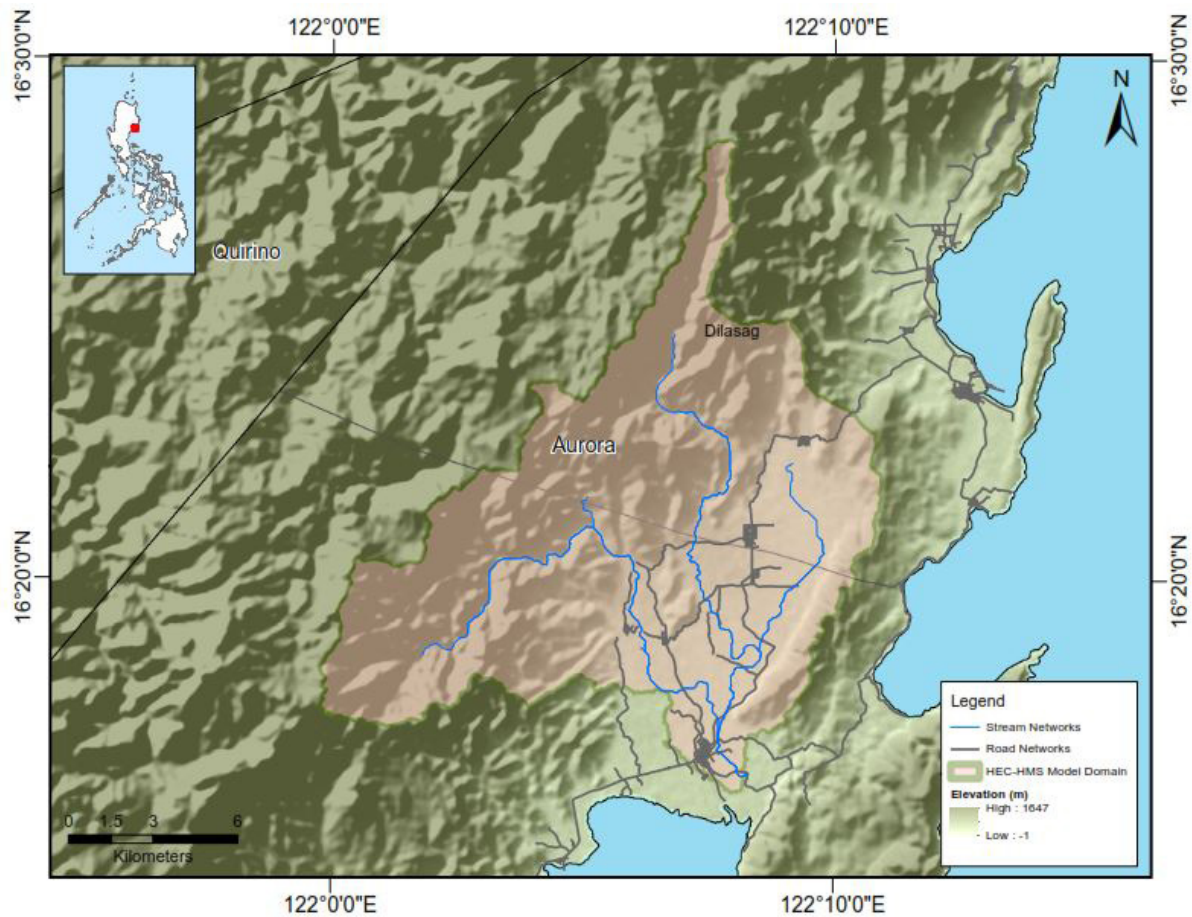 122°0'0"E
122°10'0"E
16°30'0"N
16°30'0"N
N
Quirino
Dilasag
Aurora
16°20'0"N
16°20'0"N
Legend
Stream Networks
Road Networks
HEC-HMS Model Domain
Elevation (m)
High : 1647
Low : -1
0 1.5 3 6
Kilometers
122°0'0"E
122°10'0"E